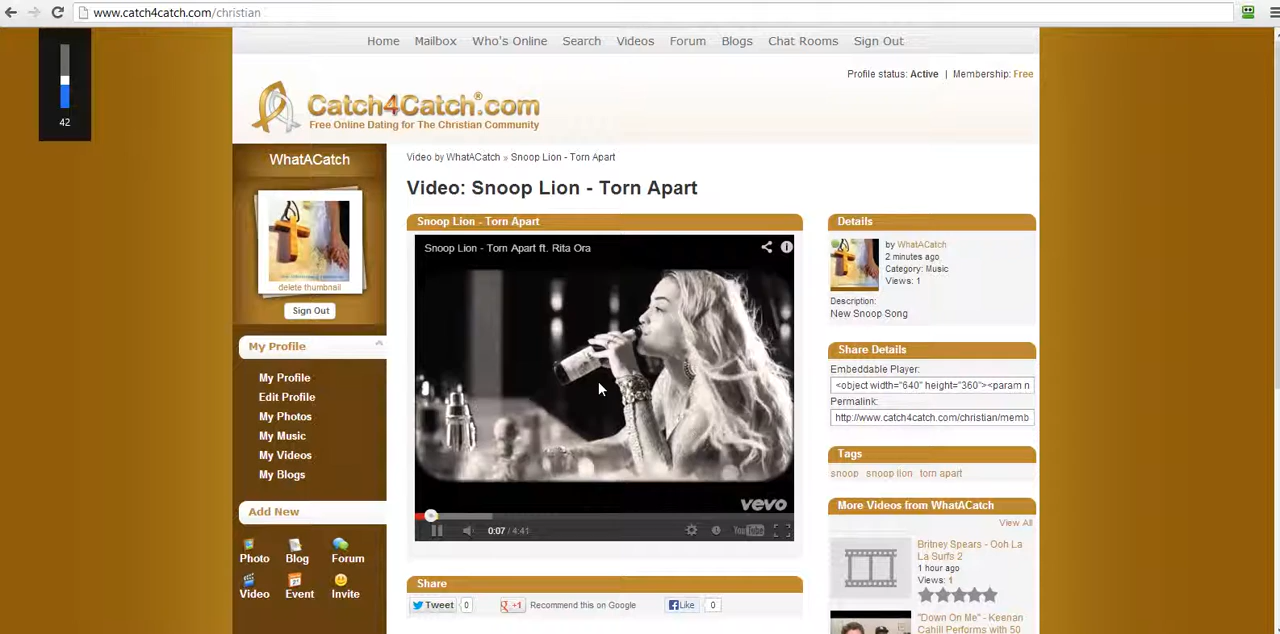 www.catch4catch.com/christian
42
Home Mailbox Who's Online Search Videos Forum Blogs Chat Rooms Sign Out
Profile status: Active | Membership: Free
Catch4Catch®.com
Free Online Dating for The Christian Community
WhatACatch
delete thumbnail
Sign Out
My Profile
My Profile
Edit Profile
My Photos
My Music
My Videos
My Blogs
Add New
Photo Blog Forum
Video Event Invite
Video by WhatACatch » Snoop Lion - Torn Apart
Video: Snoop Lion - Torn Apart
Snoop Lion - Torn Apart
Snoop Lion - Torn Apart ft. Rita Ora
vevo
0:07 / 4:41
YouTube
Share
Tweet 0
+1 Recommend this on Google
Like 0
Details
by WhatACatch
2 minutes ago
Category: Music
Views: 1
Description:
New Snoop Song
Share Details
Embeddable Player:
<object width="640" height="360"><param n
Permalink:
http://www.catch4catch.com/christian/memb
Tags
snoop snoop lion torn apart
More Videos from WhatACatch
View All
Britney Spears - Ooh La
La Surfs 2
1 hour ago
Views: 1
"Down On Me" - Keenan
Cahill Performs with 50